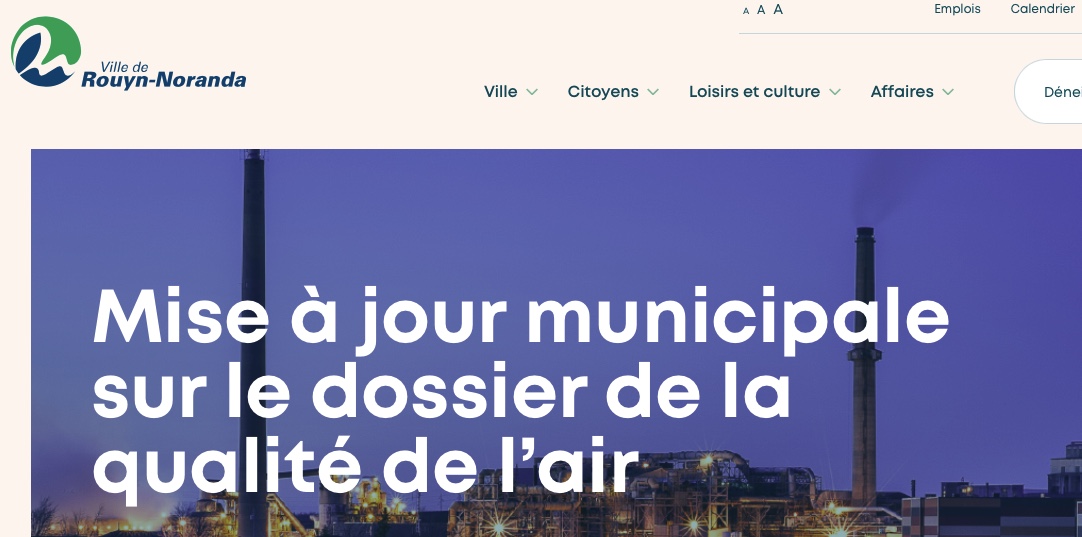 A A A
Emplois Calendrier
Ville de
Rouyn-Noranda
Ville Citoyens Loisirs et culture Affaires
Mise à jour municipale
sur le dossier de la
qualité de l’air